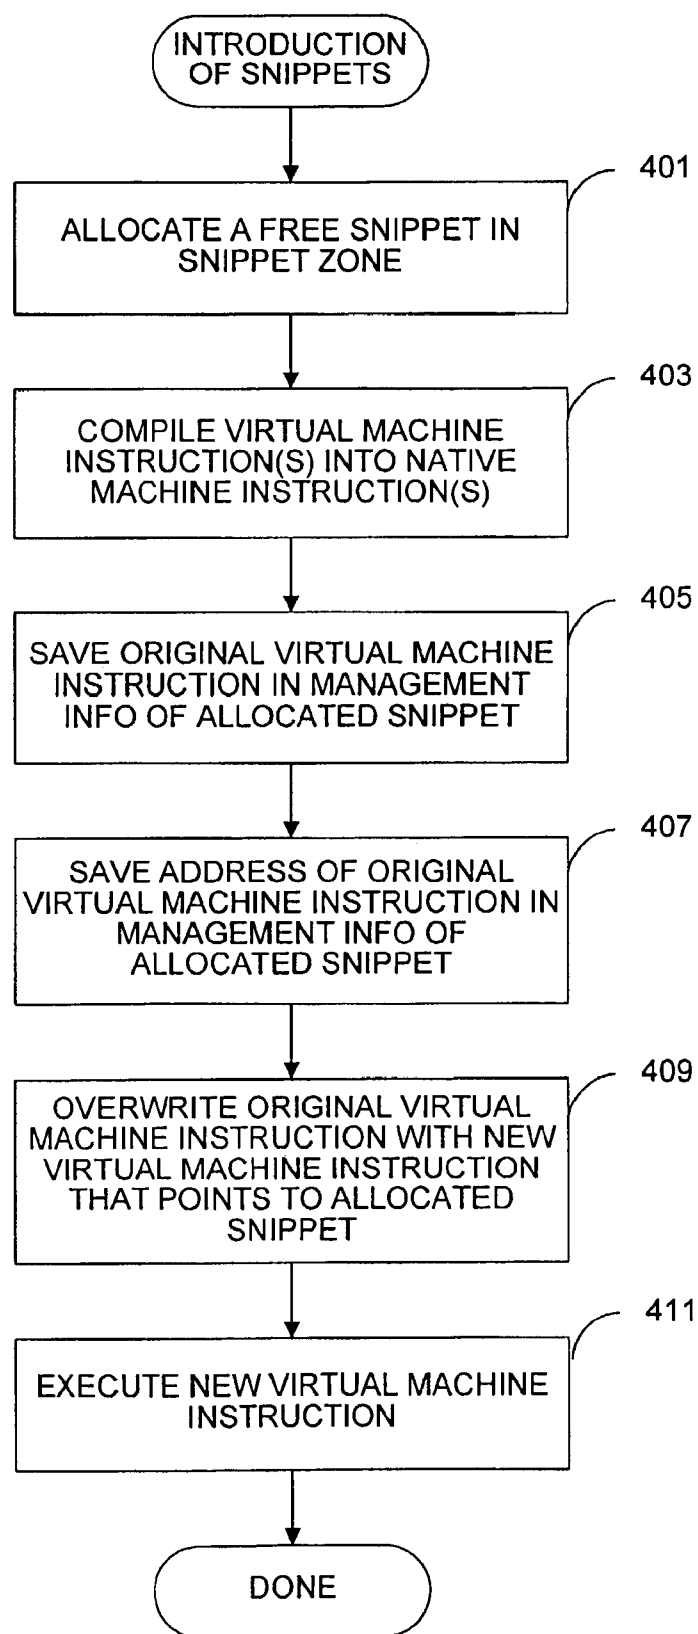 INTRODUCTION
OF SNIPPETS
401
ALLOCATE A FREE SNIPPET IN
SNIPPET ZONE
403
COMPILE VIRTUAL MACHINE
INSTRUCTION(S) INTO NATIVE
MACHINE INSTRUCTION(S)
405
SAVE ORIGINAL VIRTUAL MACHINE
INSTRUCTION IN MANAGEMENT
INFO OF ALLOCATED SNIPPET
407
SAVE ADDRESS OF ORIGINAL
VIRTUAL MACHINE INSTRUCTION IN
MANAGEMENT INFO OF
ALLOCATED SNIPPET
409
OVERWRITE ORIGINAL VIRTUAL
MACHINE INSTRUCTION WITH NEW
VIRTUAL MACHINE INSTRUCTION
THAT POINTS TO ALLOCATED
SNIPPET
411
EXECUTE NEW VIRTUAL MACHINE
INSTRUCTION
DONE